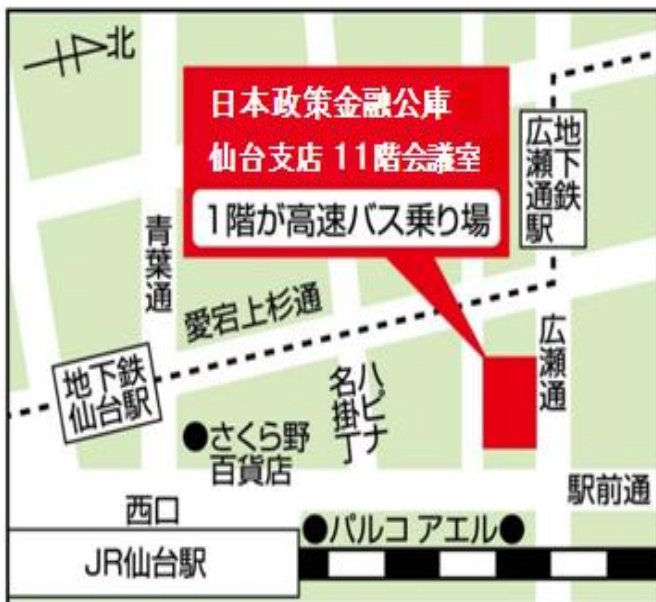 北
日本政策金融公庫
仙台支店 11階会議室
1階が高速バス乗り場
地下鉄
広瀬通駅
青葉通
愛宕上杉通
広瀬通
地下鉄
仙台駅
ハピナ
名掛丁
●さくら野
百貨店
駅前通
西口
●パルコ アエル●
JR仙台駅